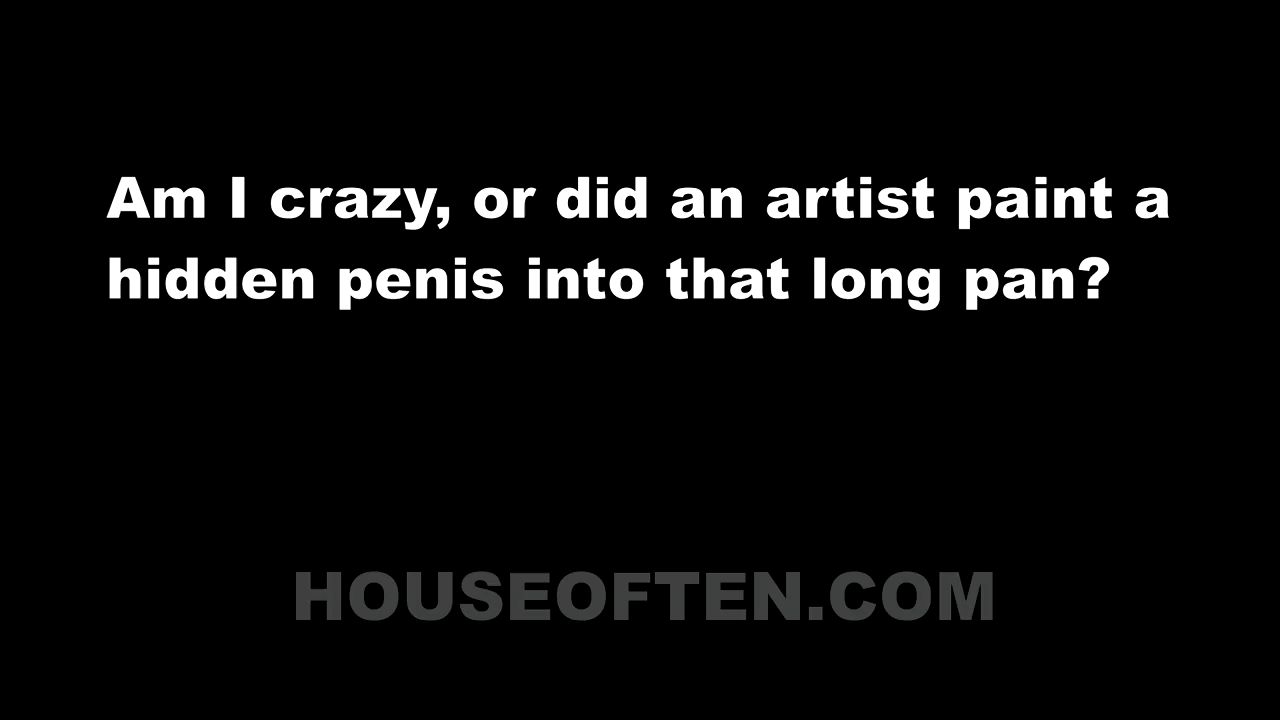 Am I crazy, or did an artist paint a
hidden penis into that long pan?
HOUSEOFTEN.COM